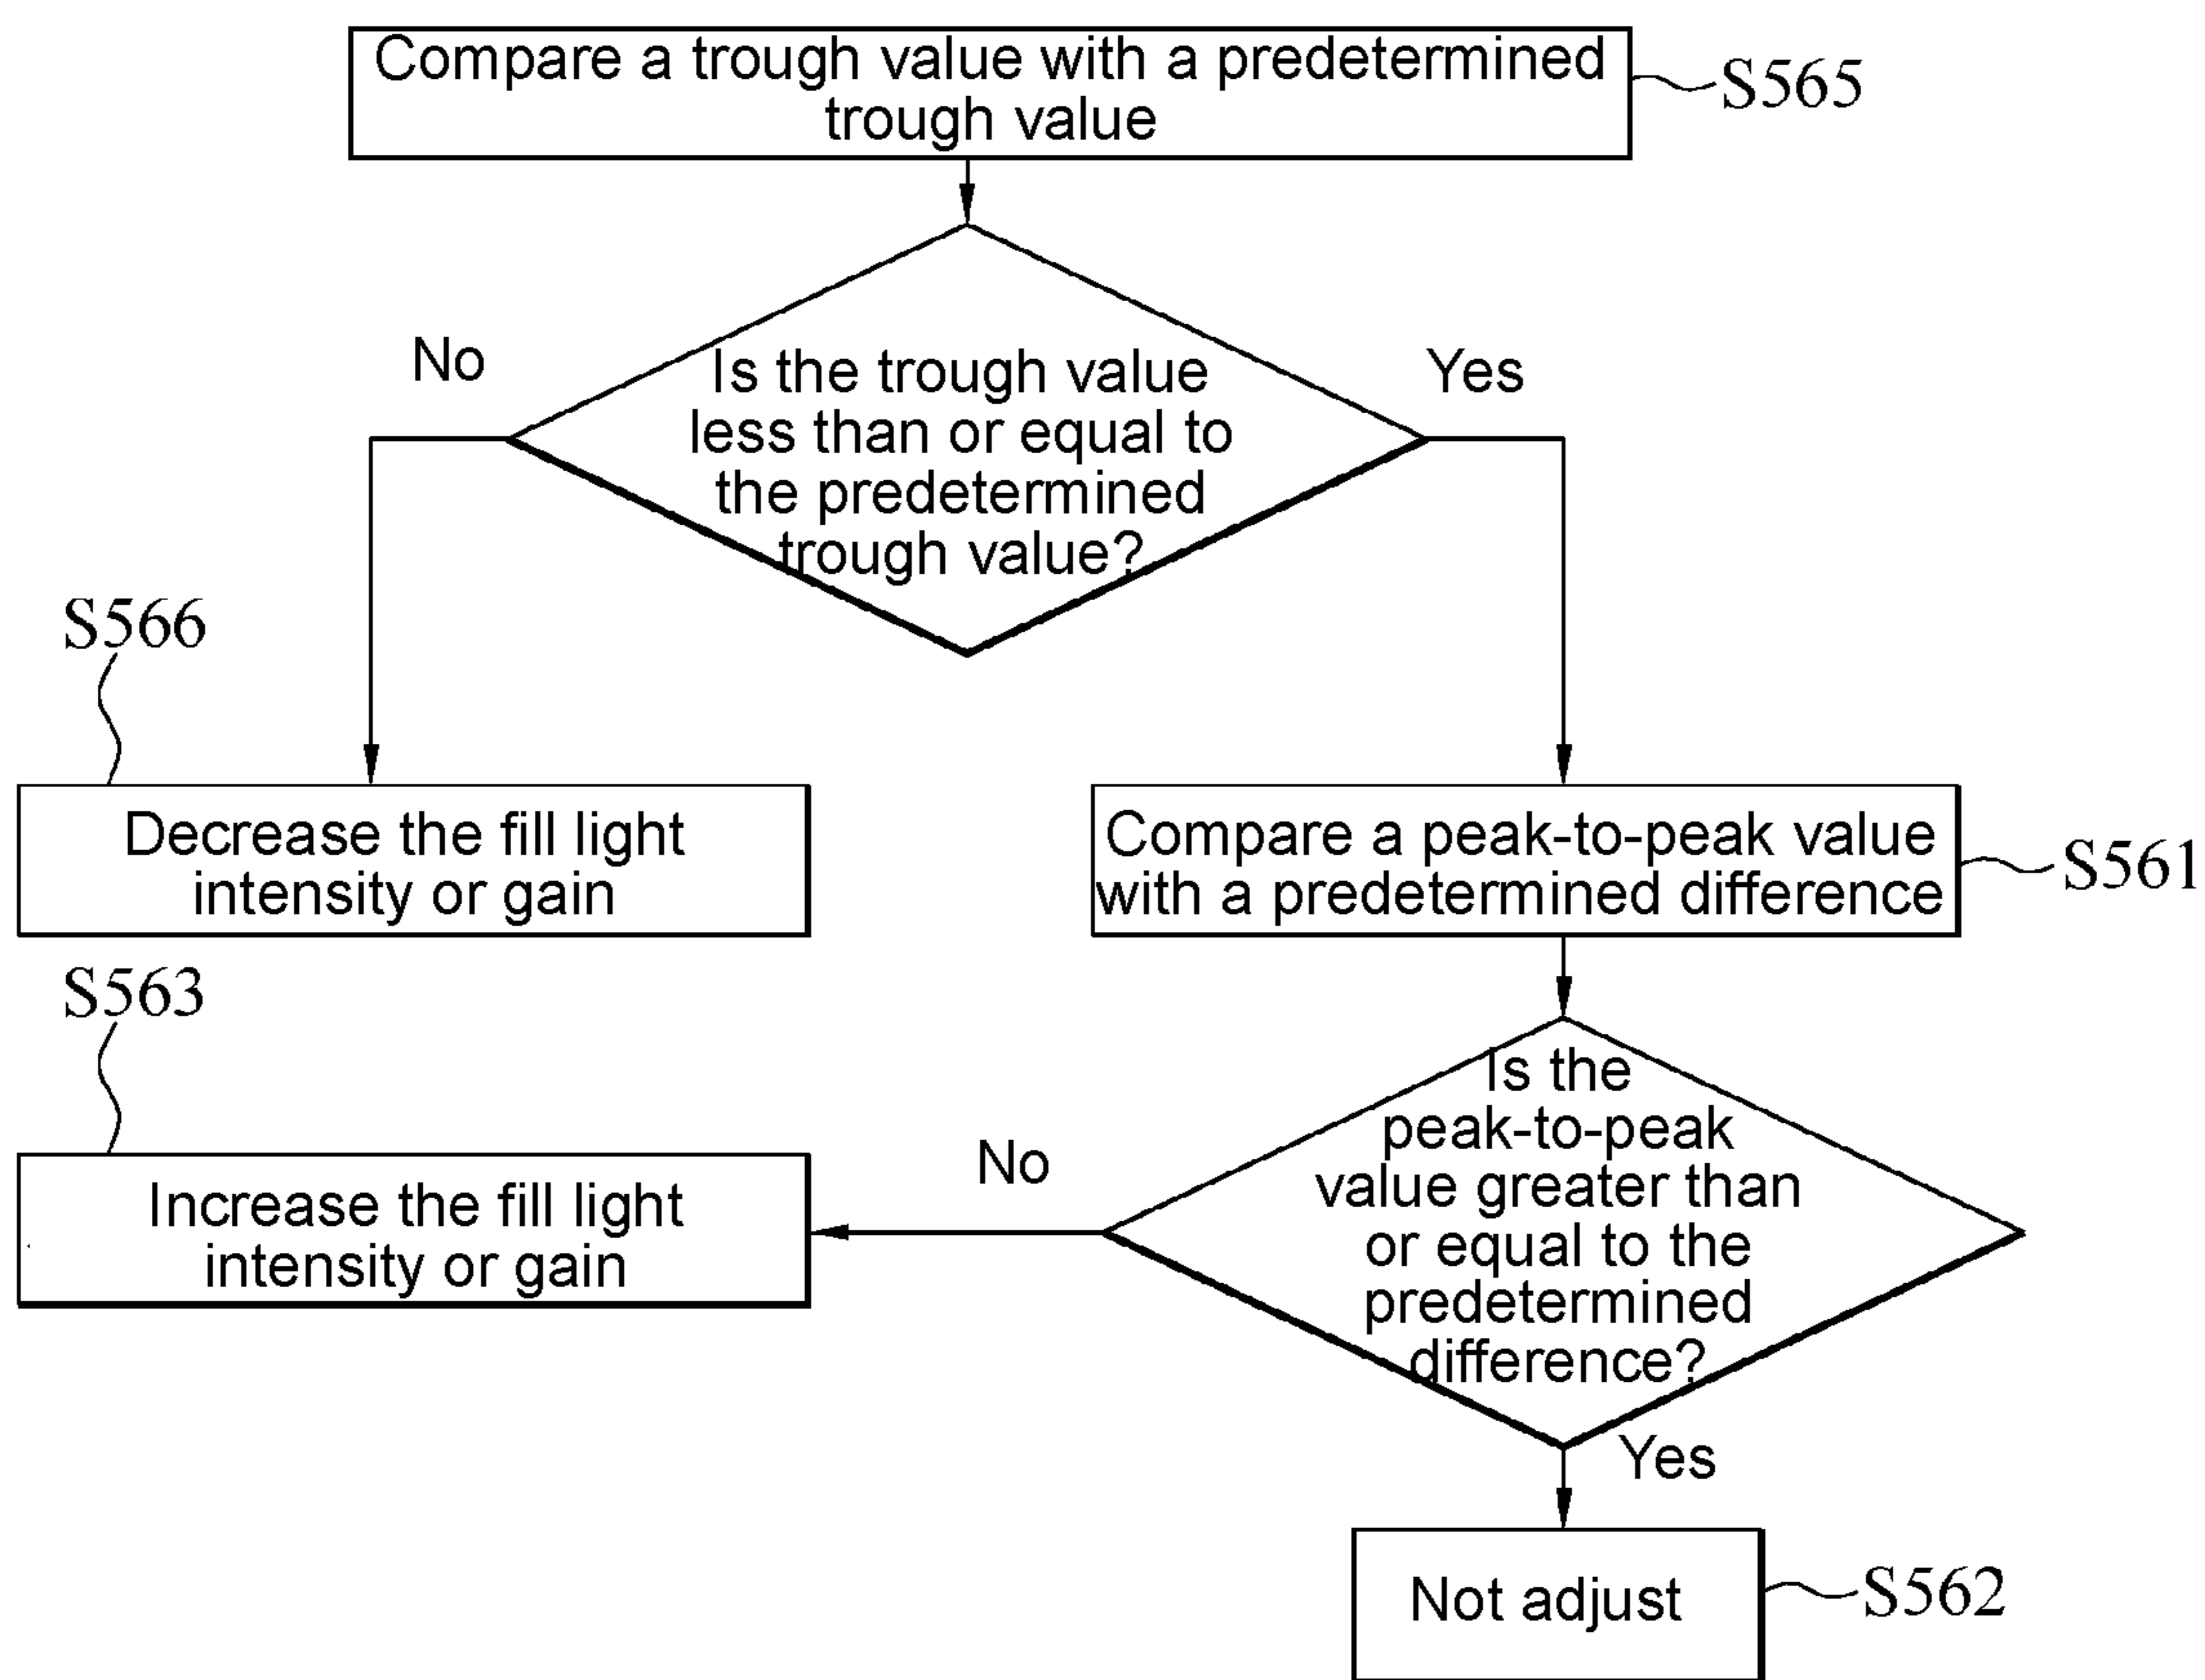 Compare a trough value with a predetermined
trough value
S565
No
Yes
Is the trough value
less than or equal to
the predetermined
trough value?
S566
Decrease the fill light
intensity or gain
Compare a peak-to-peak value
with a predetermined difference
S561
S563
Increase the fill light
intensity or gain
No
Is the
peak-to-peak
value greater than
or equal to the
predetermined
difference?
Yes
Not adjust
S562